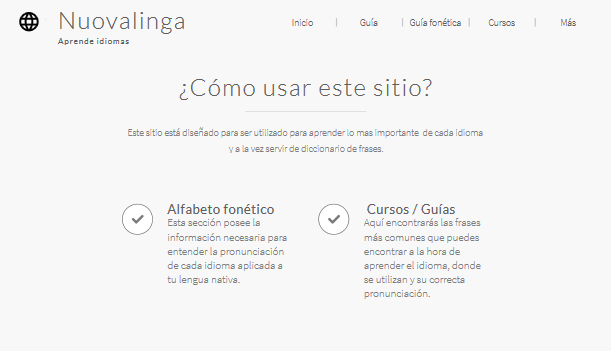 Nuovalinga
Aprende idiomas
Inicio | Guía | Guía fonética | Cursos | Más
¿Cómo usar este sitio?
Este sitio está diseñado para ser utilizado para aprender lo mas importante de cada idioma
y a la vez servir de diccionario de frases.
Alfabeto fonético
Esta sección posee la
información necesaria para
entender la pronunciación
de cada idioma aplicada a
tu lengua nativa.
Cursos / Guías
Aquí encontrarás las frases
más comunes que puedes
encontrar a la hora de
aprender el idioma, donde
se utilizan y su correcta
pronunciación.